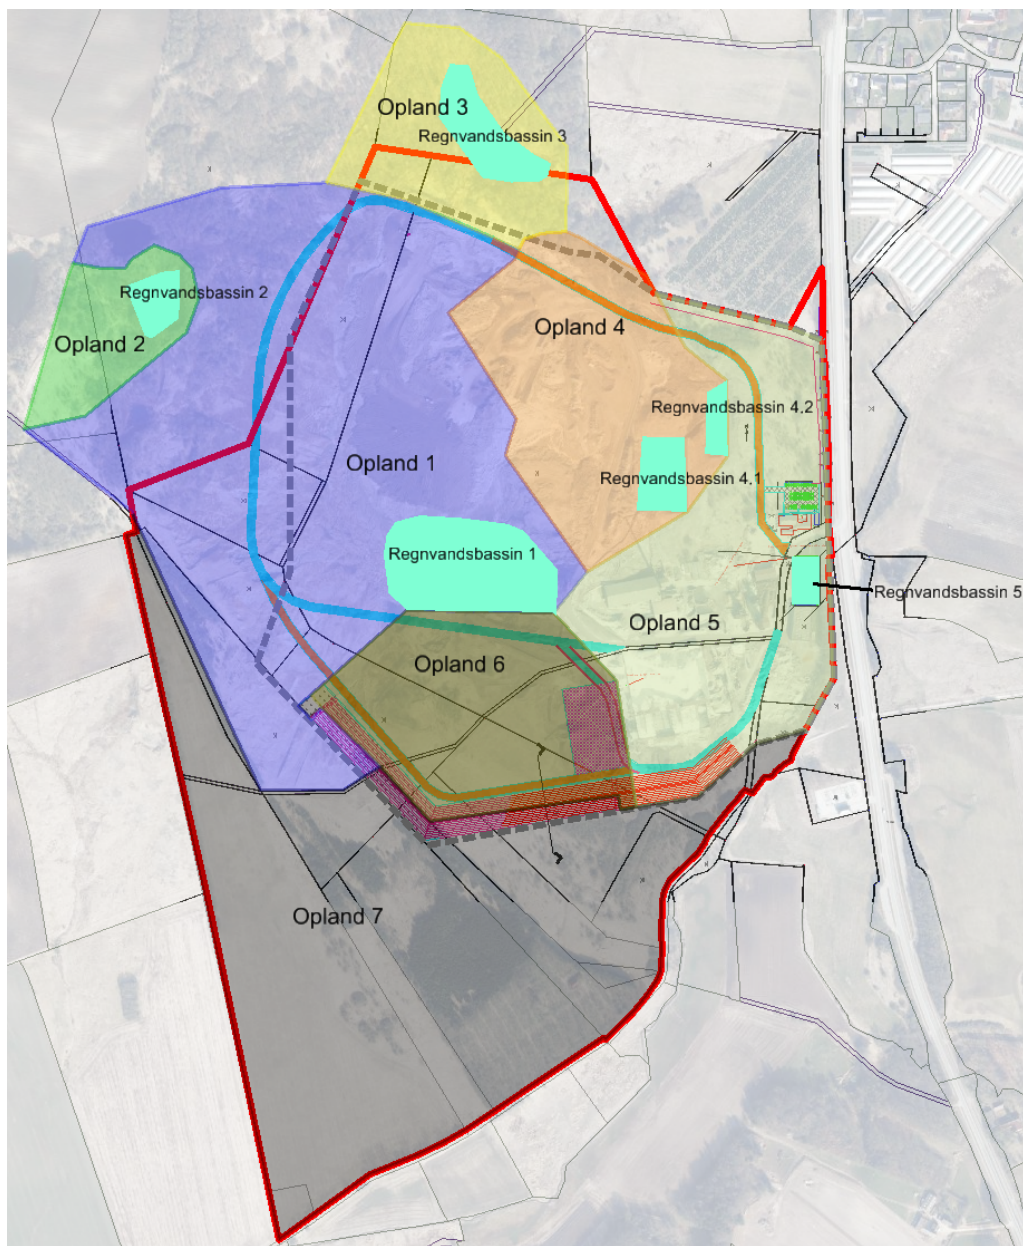 Opland 3
Regnvandsbassin 3
Regnvandsbassin 2
Opland 2
Opland 4
Regnvandsbassin 4.2
Opland 1
Regnvandsbassin 4.1
Regnvandsbassin 1
Regnvandsbassin 5
Opland 5
Opland 6
Opland 7